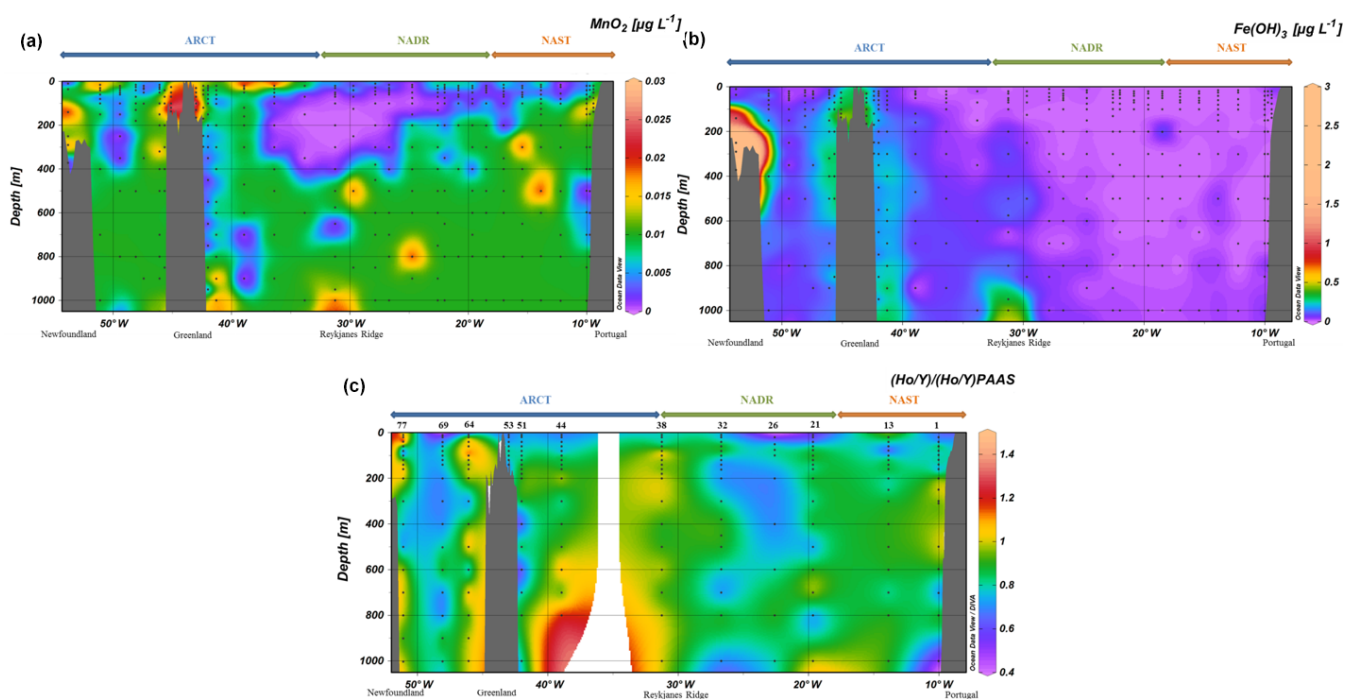 (a)
MnO₂ [µg L⁻¹]
ARCT NADR NAST
0
200
400
600
800
1000
Depth [m]
50°W 40°W 30°W 20°W 10°W
Newfoundland Greenland Reykjanes Ridge Portugal
0.03
0.025
0.02
0.015
0.01
0.005
0
Ocean Data View
(b)
Fe(OH)₃ [µg L⁻¹]
ARCT NADR NAST
0
200
400
600
800
1000
Depth [m]
50°W 40°W 30°W 20°W 10°W
Newfoundland Greenland Reykjanes Ridge Portugal
3
2.5
2
1.5
1
0.5
0
Ocean Data View
(c)
(Ho/Y)/(Ho/Y)PAAS
ARCT NADR NAST
77 69 64 53 51 44 38 32 26 21 13 1
0
200
400
600
800
1000
Depth [m]
50°W 40°W 30°W 20°W 10°W
Newfoundland Greenland Reykjanes Ridge Portugal
1.4
1.2
1
0.8
0.6
0.4
Ocean Data View / DIVA